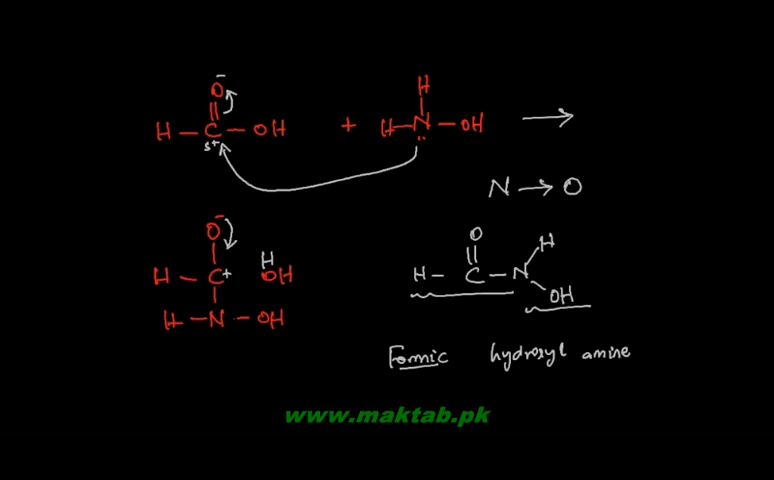 H
O⁻
H — C — OH + H — N — OH →
δ+ ..
N → O
O⁻
O
H
H
H — C+ OH
H — C — N
OH
H — N — OH
Formic hydroxyl amine
www.maktab.pk